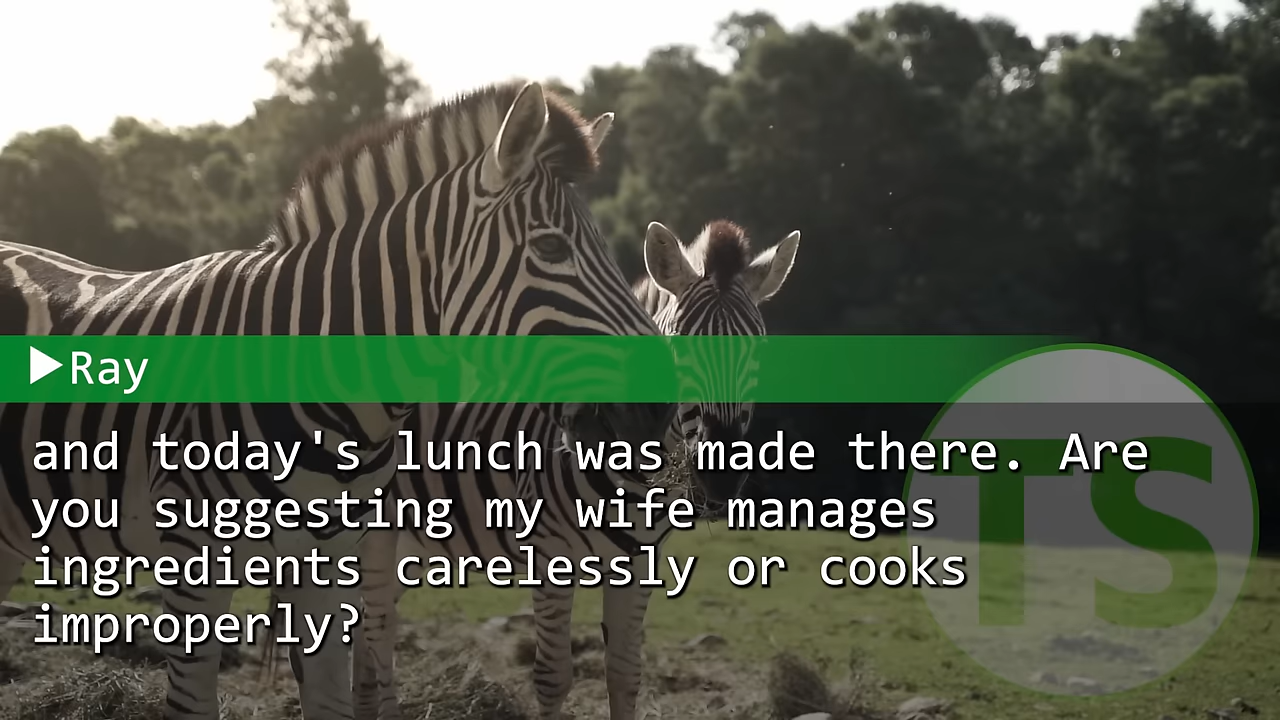 ▶Ray
and today's lunch was made there. Are
you suggesting my wife manages
ingredients carelessly or cooks
improperly?
TS